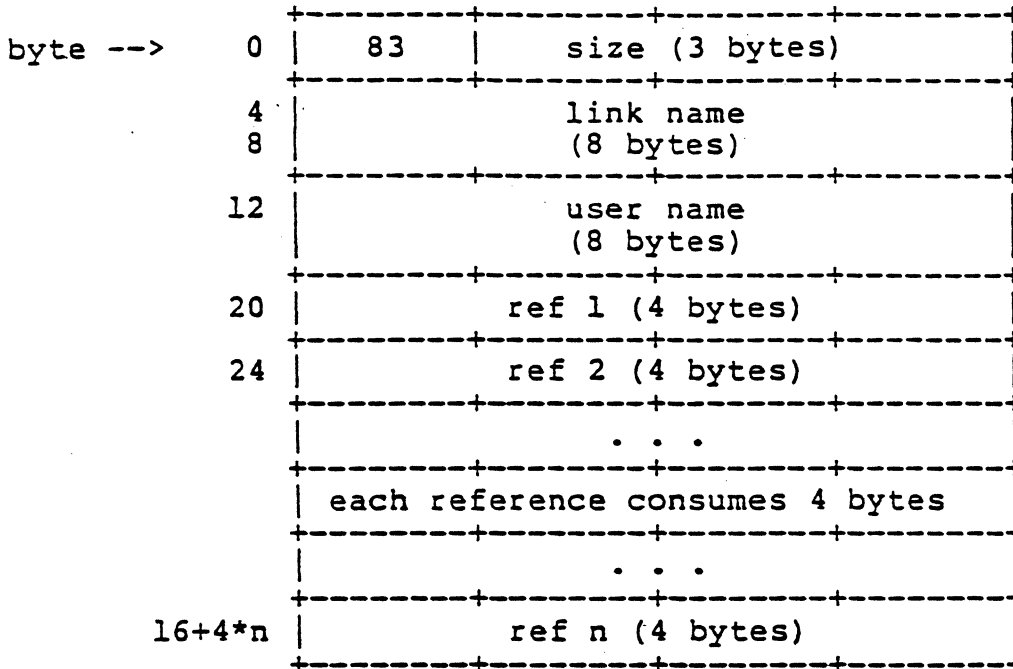 byte --> 0 | 83 | size (3 bytes)
4 link name
8 (8 bytes)
12 user name
(8 bytes)
20 ref 1 (4 bytes)
24 ref 2 (4 bytes)
. . .
each reference consumes 4 bytes
. . .
16+4*n ref n (4 bytes)